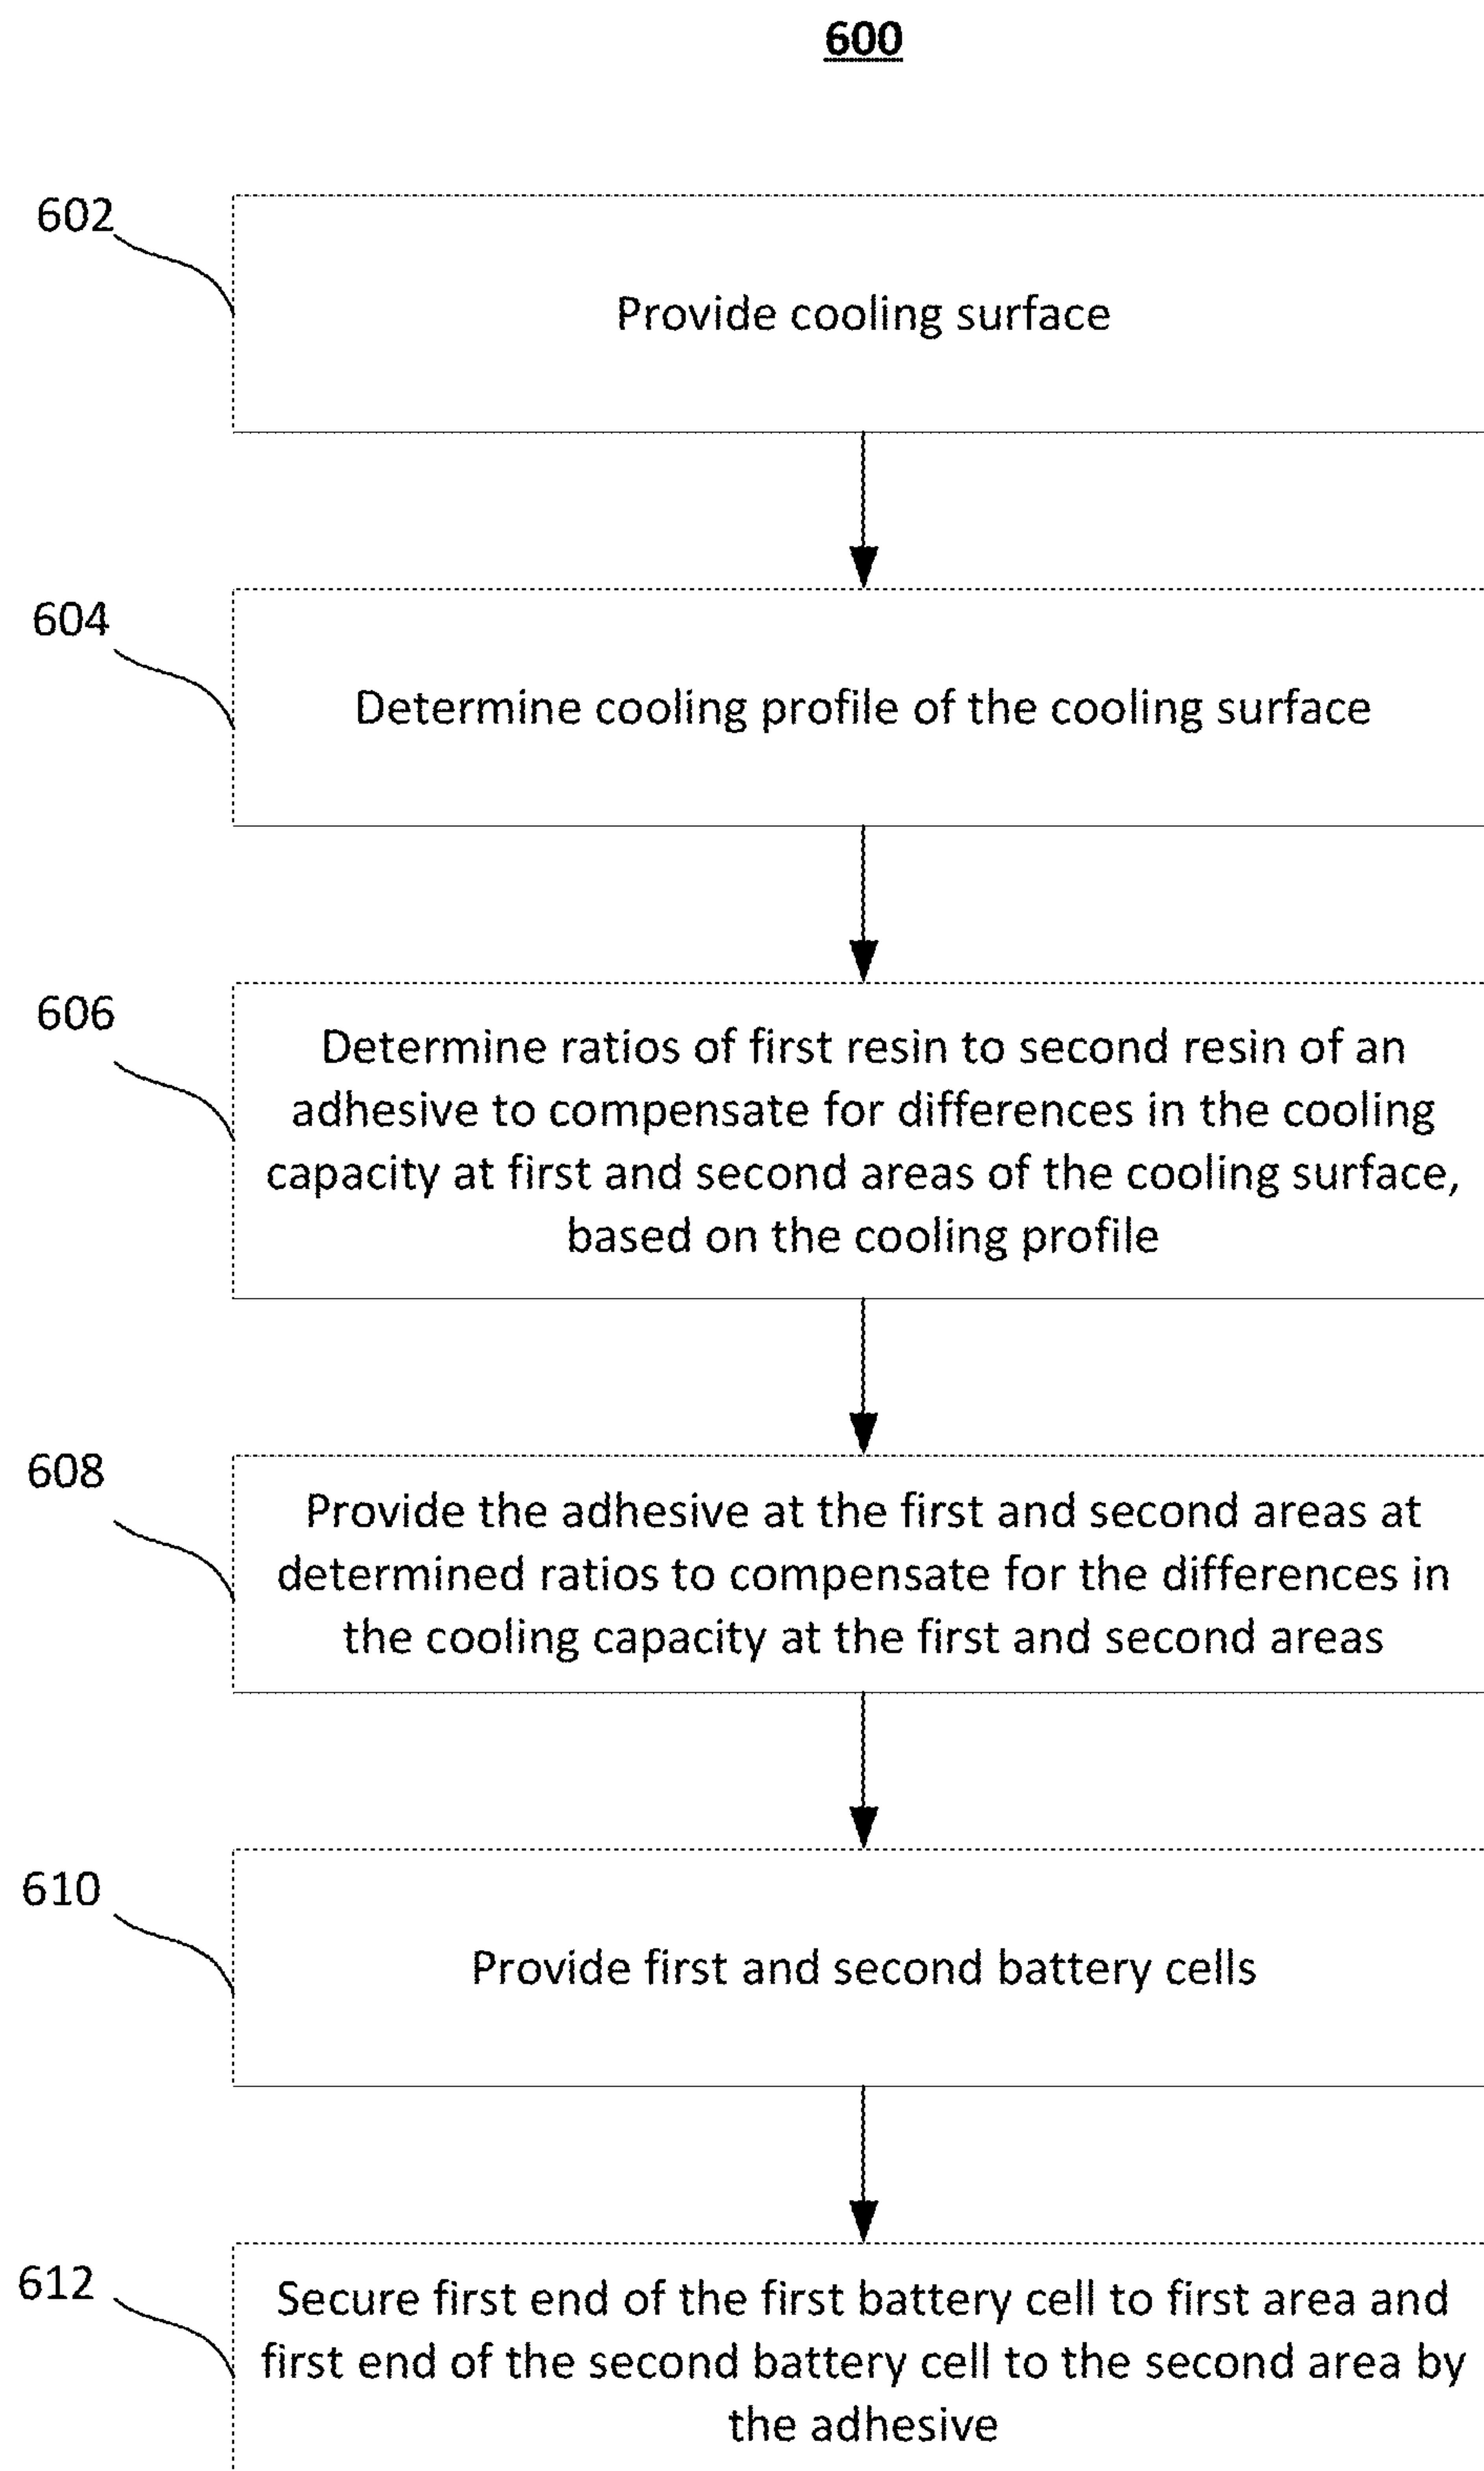 600
602
Provide cooling surface
604
Determine cooling profile of the cooling surface
606
Determine ratios of first resin to second resin of an
adhesive to compensate for differences in the cooling
capacity at first and second areas of the cooling surface,
based on the cooling profile
608
Provide the adhesive at the first and second areas at
determined ratios to compensate for the differences in
the cooling capacity at the first and second areas
610
Provide first and second battery cells
612
Secure first end of the first battery cell to first area and
first end of the second battery cell to the second area by
the adhesive